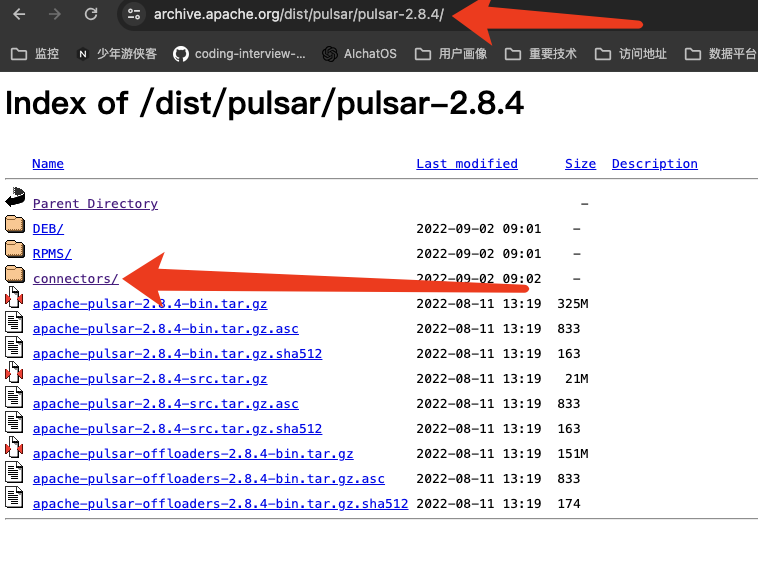 archive.apache.org/dist/pulsar/pulsar-2.8.4/
监控 N 少年游侠客 coding-interview-... AIchatOS 用户画像 重要技术 访问地址 数据平台
Index of /dist/pulsar/pulsar-2.8.4
Name Last modified Size Description
Parent Directory -
DEB/ 2022-09-02 09:01 -
RPMS/ 2022-09-02 09:01 -
connectors/ 2022-09-02 09:02 -
apache-pulsar-2.8.4-bin.tar.gz 2022-08-11 13:19 325M
apache-pulsar-2.8.4-bin.tar.gz.asc 2022-08-11 13:19 833
apache-pulsar-2.8.4-bin.tar.gz.sha512 2022-08-11 13:19 163
apache-pulsar-2.8.4-src.tar.gz 2022-08-11 13:19 21M
apache-pulsar-2.8.4-src.tar.gz.asc 2022-08-11 13:19 833
apache-pulsar-2.8.4-src.tar.gz.sha512 2022-08-11 13:19 163
apache-pulsar-offloaders-2.8.4-bin.tar.gz 2022-08-11 13:19 151M
apache-pulsar-offloaders-2.8.4-bin.tar.gz.asc 2022-08-11 13:19 833
apache-pulsar-offloaders-2.8.4-bin.tar.gz.sha512 2022-08-11 13:19 174